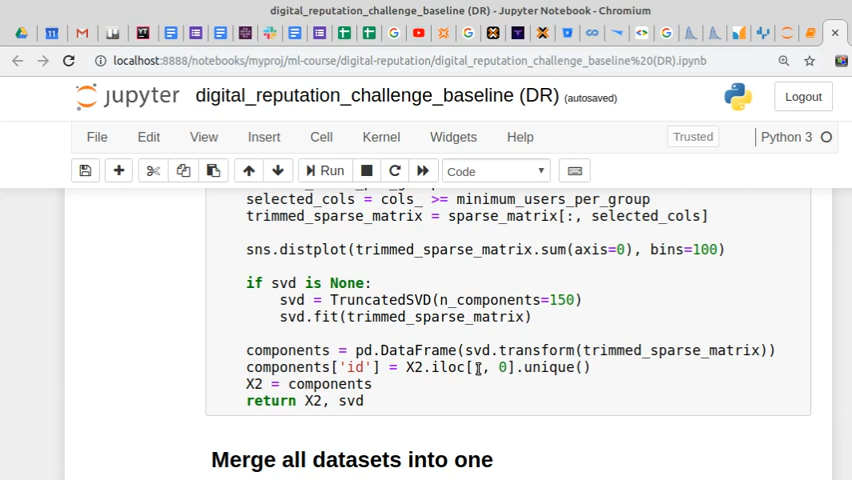 digital_reputation_challenge_baseline (DR) - Jupyter Notebook - Chromium
localhost:8888/notebooks/myproj/ml-course/digital-reputation/digital_reputation_challenge_baseline%20(DR).ipynb
jupyter digital_reputation_challenge_baseline (DR) (autosaved) Logout
File Edit View Insert Cell Kernel Widgets Help Trusted Python 3
Run Code
selected_cols = cols_ >= minimum_users_per_group
trimmed_sparse_matrix = sparse_matrix[:, selected_cols]
sns.distplot(trimmed_sparse_matrix.sum(axis=0), bins=100)
if svd is None:
svd = TruncatedSVD(n_components=150)
svd.fit(trimmed_sparse_matrix)
components = pd.DataFrame(svd.transform(trimmed_sparse_matrix))
components['id'] = X2.iloc[:, 0].unique()
X2 = components
return X2, svd
Merge all datasets into one